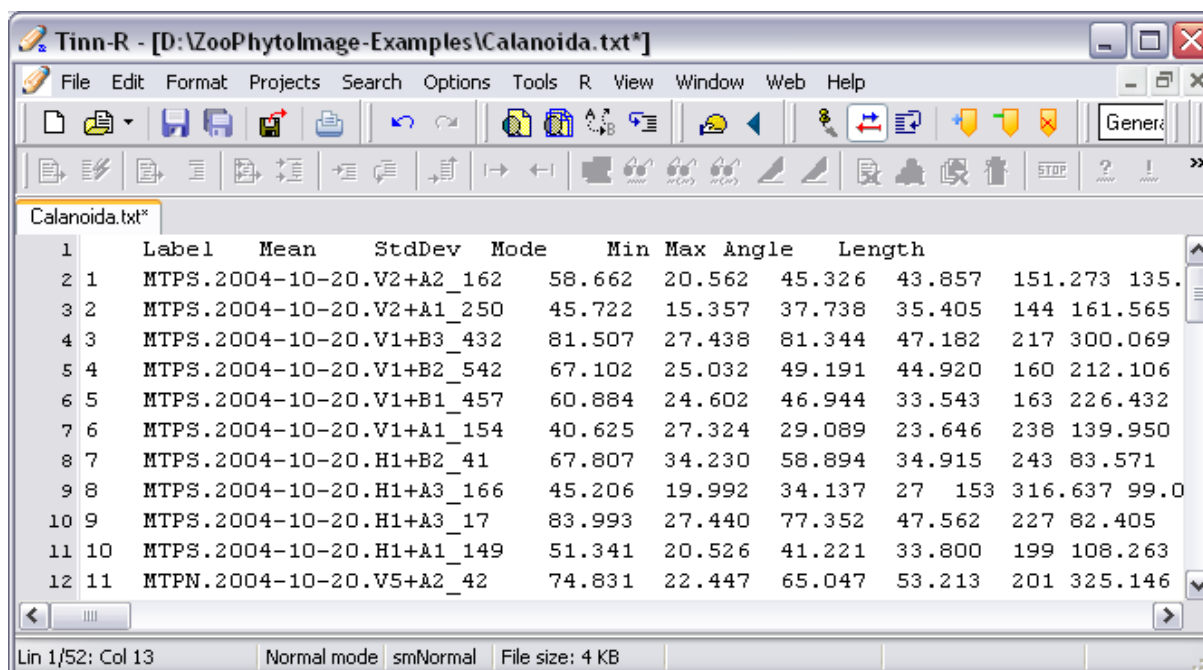 Tinn-R - [D:\ZooPhytoImage-Examples\Calanoida.txt*]
File Edit Format Projects Search Options Tools R View Window Web Help
Genera
STOP ? !
Calanoida.txt*
1 Label Mean StdDev Mode Min Max Angle Length
2 1 MTPS.2004-10-20.V2+A2_162 58.662 20.562 45.326 43.857 151.273 135.
3 2 MTPS.2004-10-20.V2+A1_250 45.722 15.357 37.738 35.405 144 161.565
4 3 MTPS.2004-10-20.V1+B3_432 81.507 27.438 81.344 47.182 217 300.069
5 4 MTPS.2004-10-20.V1+B2_542 67.102 25.032 49.191 44.920 160 212.106
6 5 MTPS.2004-10-20.V1+B1_457 60.884 24.602 46.944 33.543 163 226.432
7 6 MTPS.2004-10-20.V1+A1_154 40.625 27.324 29.089 23.646 238 139.950
8 7 MTPS.2004-10-20.H1+B2_41 67.807 34.230 58.894 34.915 243 83.571
9 8 MTPS.2004-10-20.H1+A3_166 45.206 19.992 34.137 27 153 316.637 99.0
10 9 MTPS.2004-10-20.H1+A3_17 83.993 27.440 77.352 47.562 227 82.405
11 10 MTPS.2004-10-20.H1+A1_149 51.341 20.526 41.221 33.800 199 108.263
12 11 MTPN.2004-10-20.V5+A2_42 74.831 22.447 65.047 53.213 201 325.146
Lin 1/52: Col 13 Normal mode smNormal File size: 4 KB